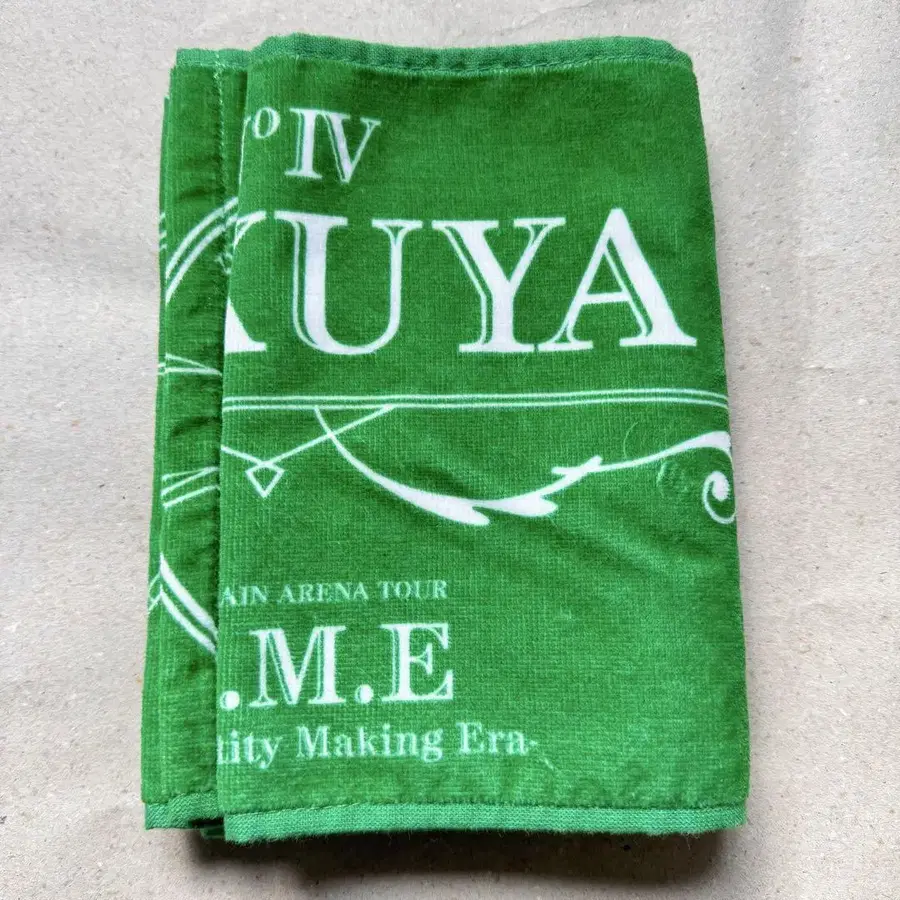 IV
UYA
AIN ARENA TOUR
.M.E
tity Making Era-